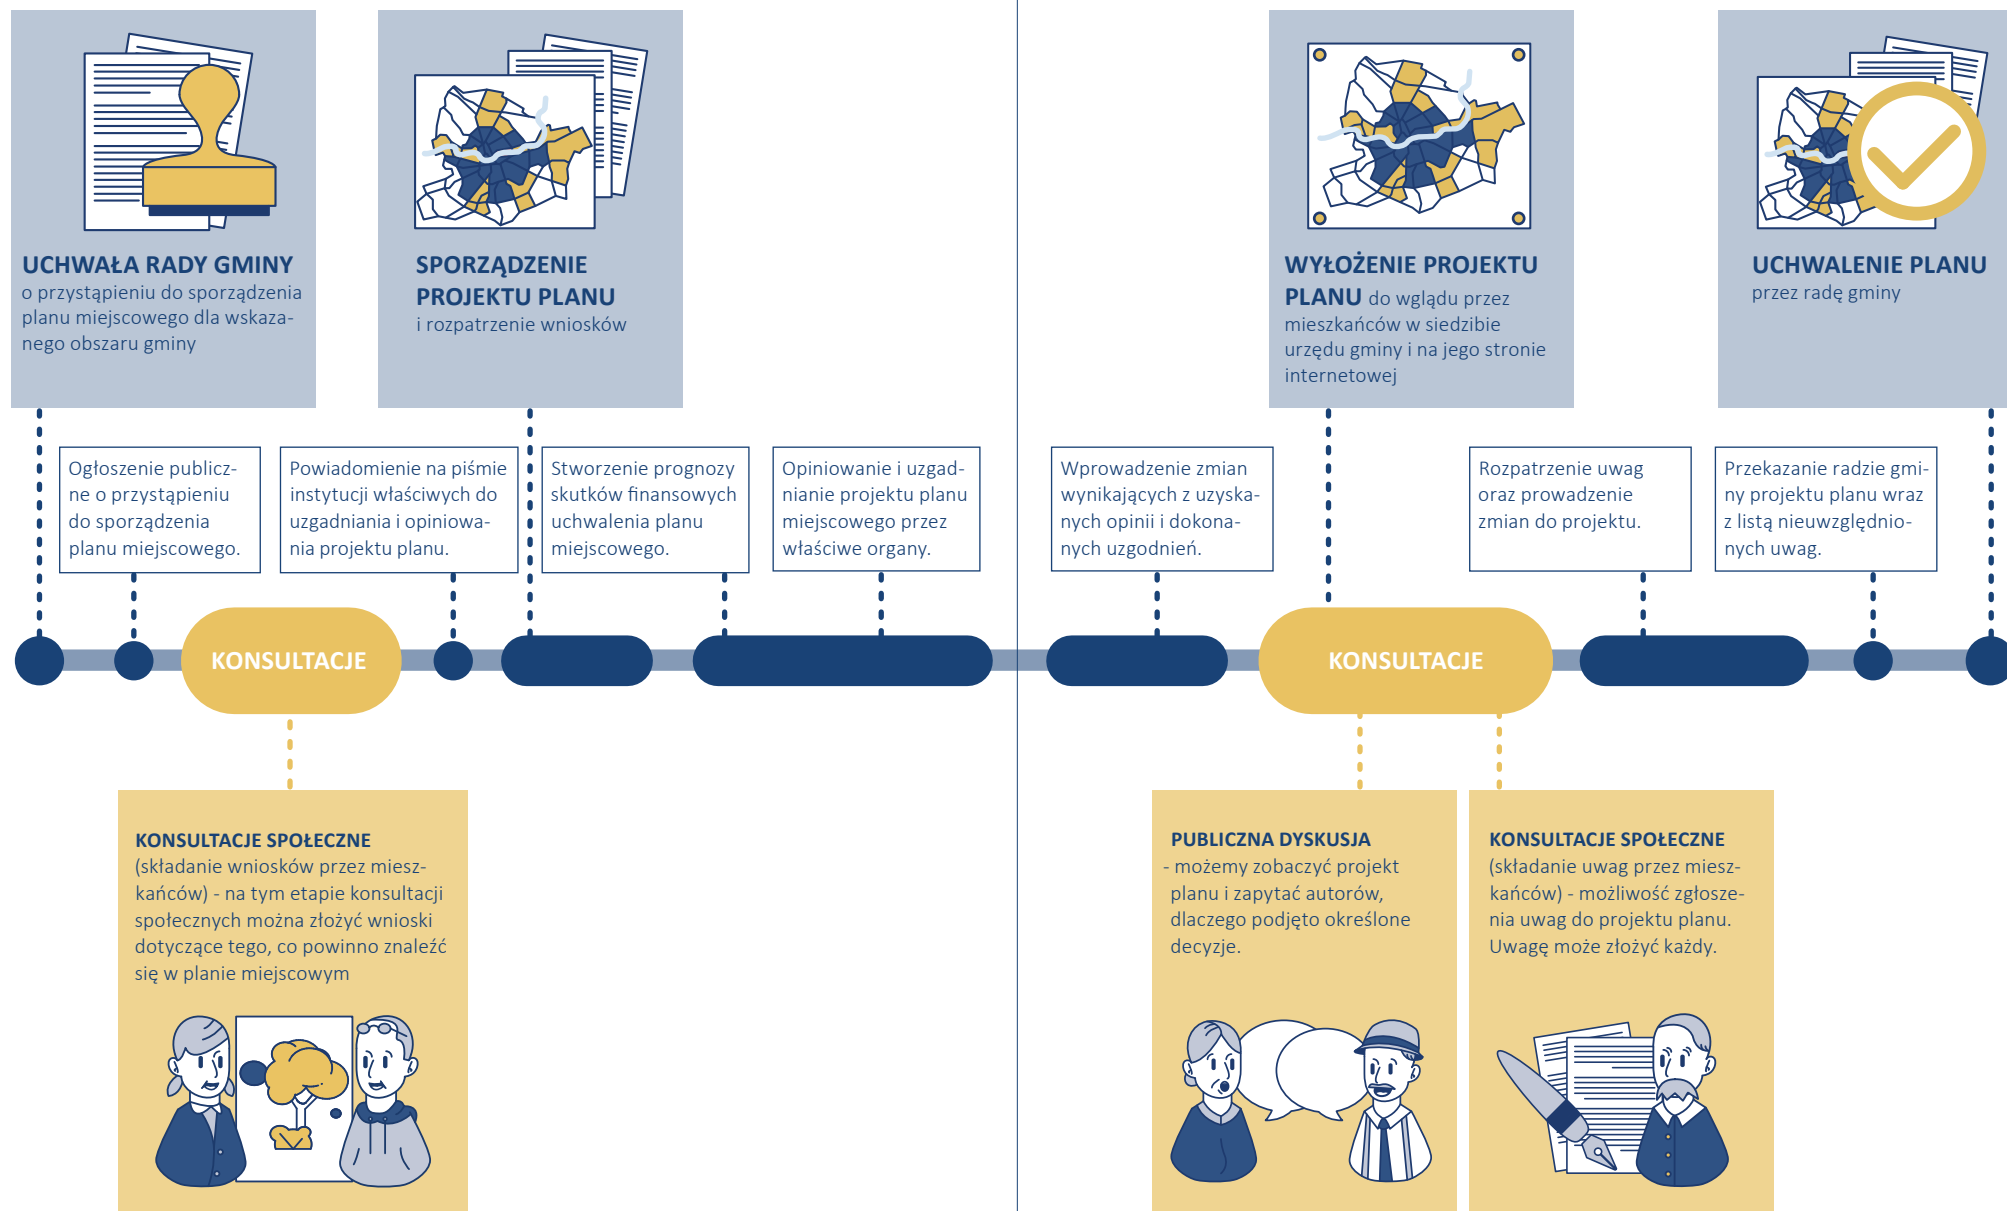 UCHWAŁA RADY GMINY
o przystąpieniu do sporządzenia
planu miejscowego dla wskaza-
nego obszaru gminy
SPORZĄDZENIE
PROJEKTU PLANU
i rozpatrzenie wniosków
WYŁOŻENIE PROJEKTU
PLANU do wglądu przez
mieszkańców w siedzibie
urzędu gminy i na jego stronie
internetowej
UCHWALENIE PLANU
przez radę gminy
Ogłoszenie publicz-
ne o przystąpieniu
do sporządzenia
planu miejscowego.
Powiadomienie na piśmie
instytucji właściwych do
uzgadniania i opiniowa-
nia projektu planu.
Stworzenie prognozy
skutków finansowych
uchwalenia planu
miejscowego.
Opiniowanie i uzgad-
nianie projektu planu
miejscowego przez
właściwe organy.
Wprowadzenie zmian
wynikających z uzyska-
nych opinii i dokona-
nych uzgodnień.
Rozpatrzenie uwag
oraz prowadzenie
zmian do projektu.
Przekazanie radzie gmi-
ny projektu planu wraz
z listą nieuwzględnio-
nych uwag.
KONSULTACJE
KONSULTACJE
KONSULTACJE SPOŁECZNE
(składanie wniosków przez miesz-
kańców) - na tym etapie konsultacji
społecznych można złożyć wnioski
dotyczące tego, co powinno znaleźć
się w planie miejscowym
PUBLICZNA DYSKUSJA
- możemy zobaczyć projekt
planu i zapytać autorów,
dlaczego podjęto określone
decyzje.
KONSULTACJE SPOŁECZNE
(składanie uwag przez miesz-
kańców) - możliwość zgłosze-
nia uwag do projektu planu.
Uwagę może złożyć każdy.